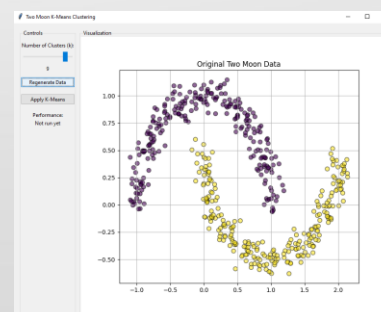 Two Moon K-Means Clustering
Controls
Number of Clusters (k):
Regenerate Data
Apply K-Means
Performance:
Not run yet
Visualization
Original Two Moon Data
1.00
0.75
0.50
0.25
0.00
−0.25
−0.50
−1.0 −0.5 0.0 0.5 1.0 1.5 2.0